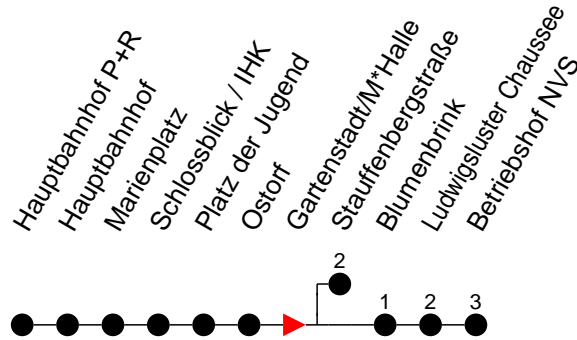 Hauptbahnhof P+R
Hauptbahnhof
Marienplatz
Schlossblick / IHK
Platz der Jugend
Ostorf
Gartenstadt/M*Halle
Stauffenbergstraße
Blumenbrink
Ludwigsluster Chaussee
Betriebshof NVS
2
1
2
3